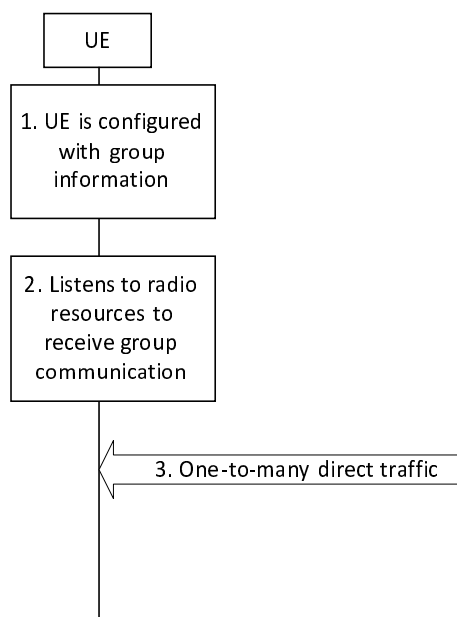 UE
1. UE is configured
with group
information
2. Listens to radio
resources to
receive group
communication
3. One-to-many direct traffic